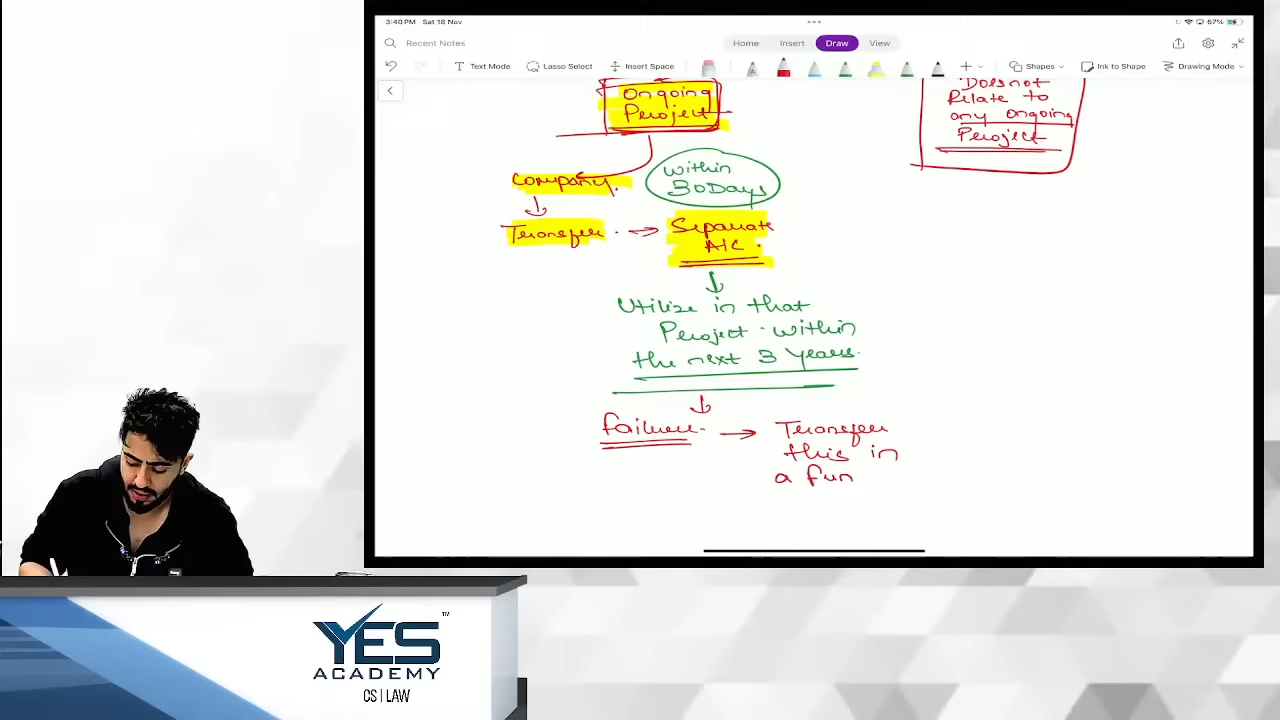 3:40 PM Sat 18 Nov
67%
Recent Notes
Home Insert Draw View
Text Mode Lasso Select Insert Space Shapes Ink to Shape Drawing Mode
Ongoing
Project
Does not
Relate to
any ongoing
Project
Company
within
30 Days
Transfer
Separate
A/C
Utilize in that
Project within
the next 3 Years.
Failure
Transfer
this in
a fun
YES
TM
ACADEMY
CS | LAW